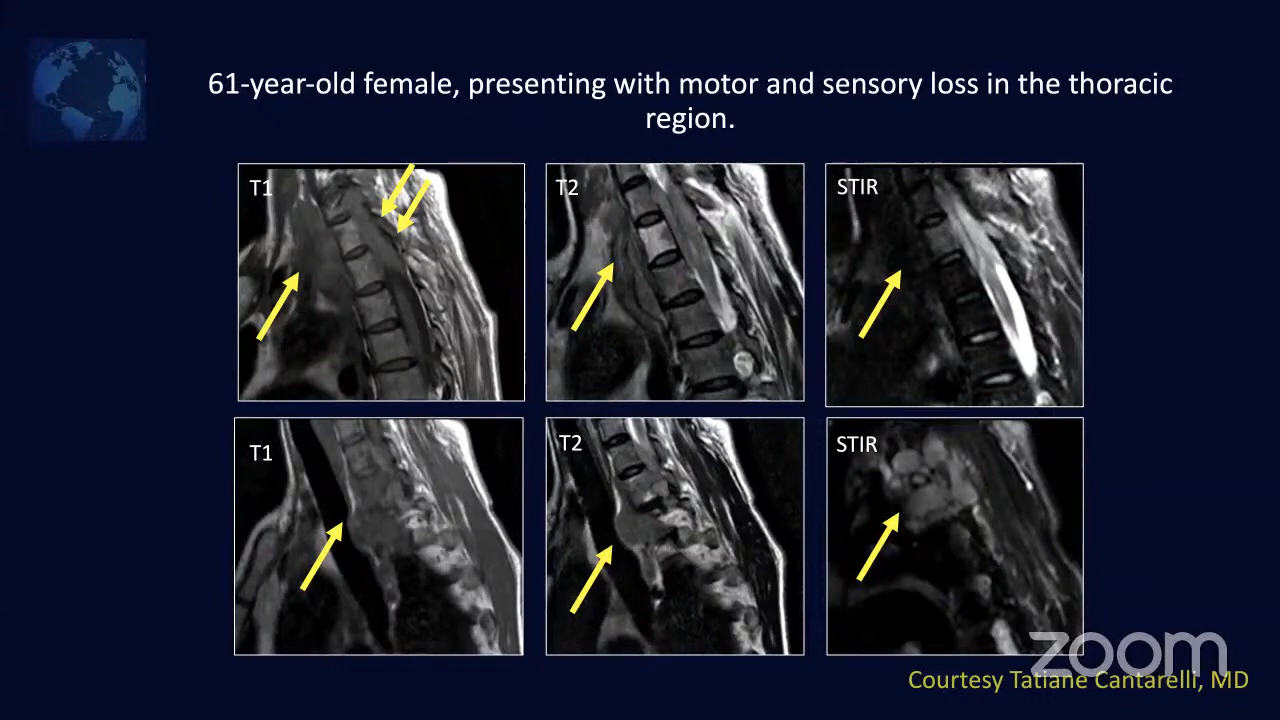 61-year-old female, presenting with motor and sensory loss in the thoracic
region.
T1
T2
STIR
T1
T2
STIR
zoom
Courtesy Tatiane Cantarelli, MD